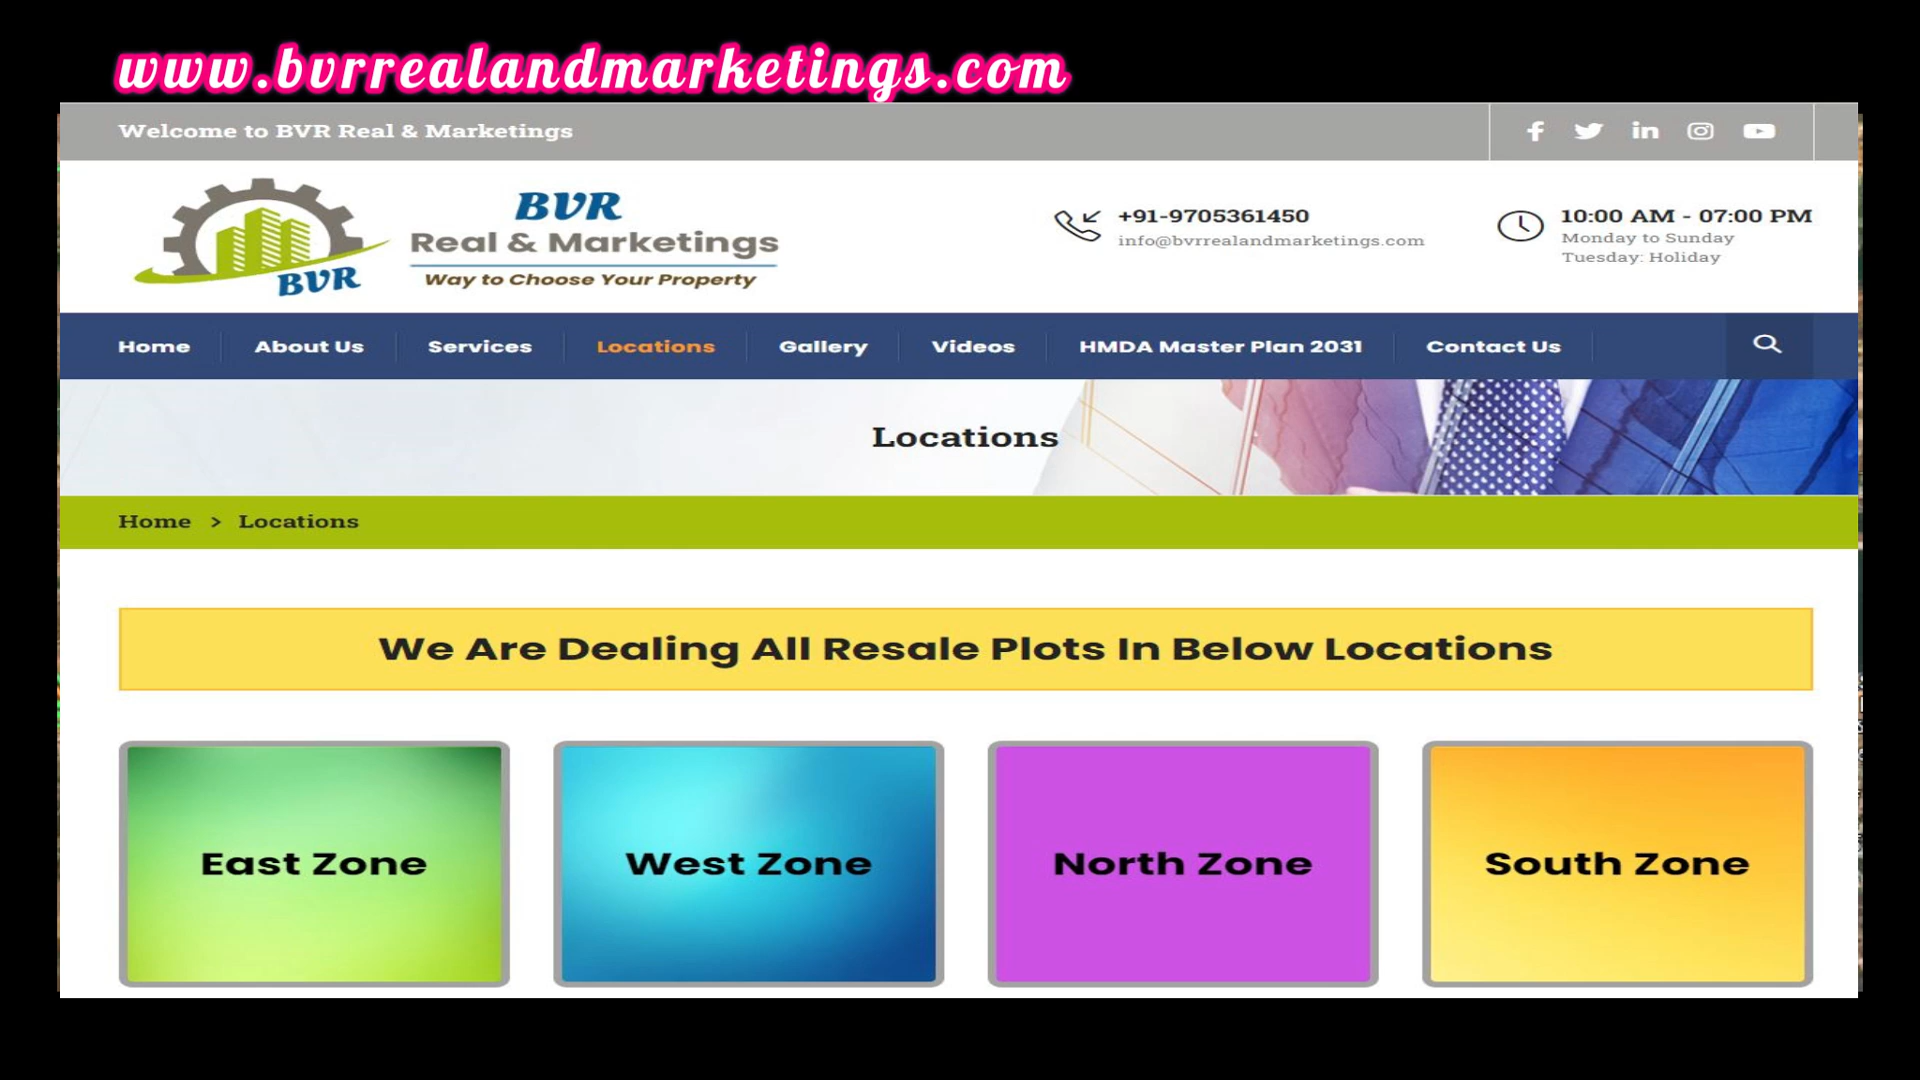 www.bvrrealandmarketings.com
Welcome to BVR Real & Marketings
BVR
BVR
Real & Marketings
Way to Choose Your Property
+91-9705361450
info@bvrrealandmarketings.com
10:00 AM - 07:00 PM
Monday to Sunday
Tuesday: Holiday
Home About Us Services Locations Gallery Videos HMDA Master Plan 2031 Contact Us
Locations
Home > Locations
We Are Dealing All Resale Plots In Below Locations
East Zone West Zone North Zone South Zone